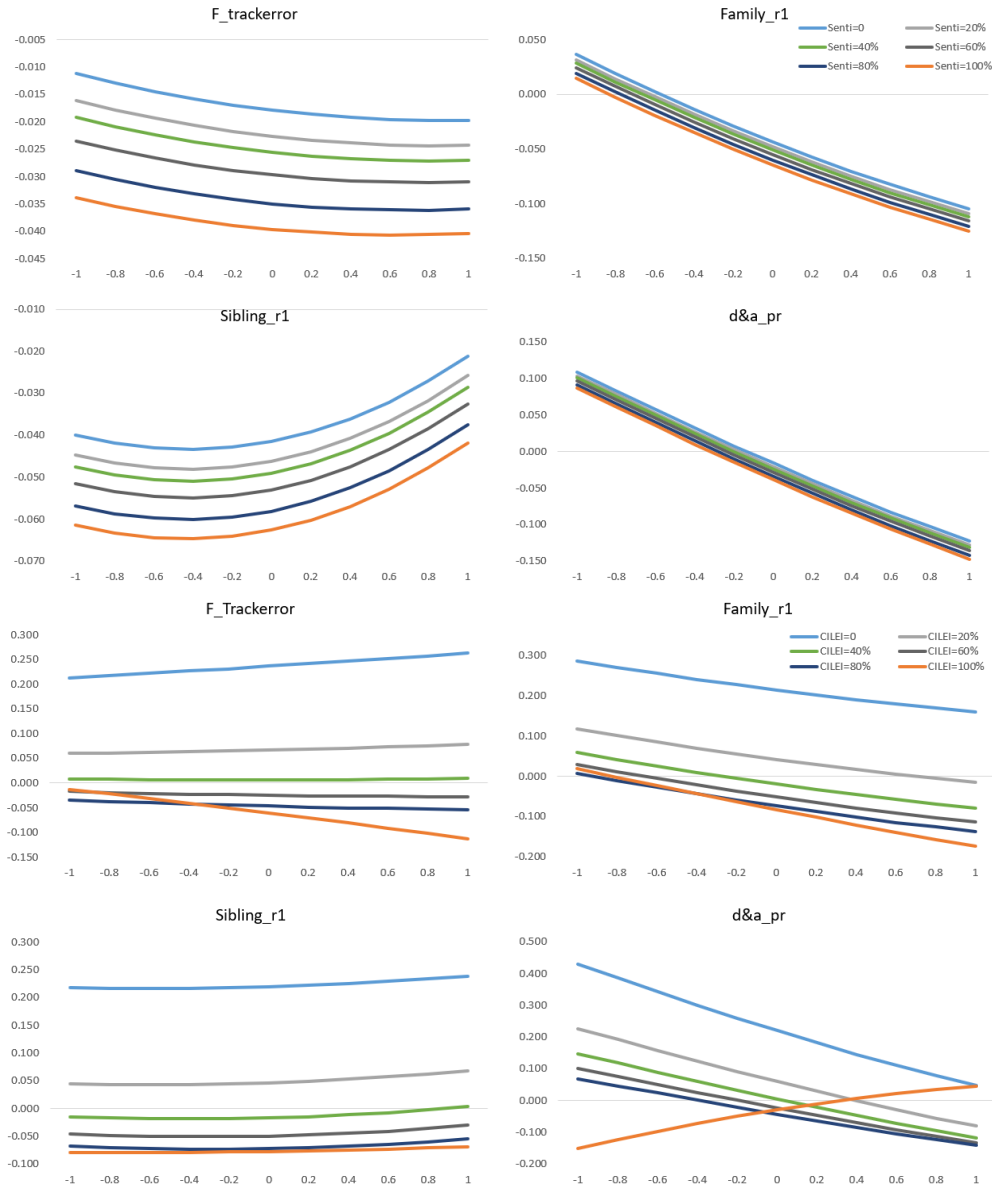 F_trackerror
-0.005
-0.010
-0.015
-0.020
-0.025
-0.030
-0.035
-0.040
-0.045
-1 -0.8 -0.6 -0.4 -0.2 0 0.2 0.4 0.6 0.8 1
Family_r1
Senti=0 Senti=20%
Senti=40% Senti=60%
Senti=80% Senti=100%
0.050
0.000
-0.050
-0.100
-0.150
-1 -0.8 -0.6 -0.4 -0.2 0 0.2 0.4 0.6 0.8 1
Sibling_r1
-0.010
-0.020
-0.030
-0.040
-0.050
-0.060
-0.070
-1 -0.8 -0.6 -0.4 -0.2 0 0.2 0.4 0.6 0.8 1
d&a_pr
0.150
0.100
0.050
0.000
-0.050
-0.100
-0.150
-1 -0.8 -0.6 -0.4 -0.2 0 0.2 0.4 0.6 0.8 1
F_Trackerror
0.300
0.250
0.200
0.150
0.100
0.050
0.000
-0.050
-0.100
-0.150
-1 -0.8 -0.6 -0.4 -0.2 0 0.2 0.4 0.6 0.8 1
Family_r1
CILEI=0 CILEI=20%
CILEI=40% CILEI=60%
CILEI=80% CILEI=100%
0.300
0.200
0.100
0.000
-0.100
-0.200
-1 -0.8 -0.6 -0.4 -0.2 0 0.2 0.4 0.6 0.8 1
Sibling_r1
0.300
0.250
0.200
0.150
0.100
0.050
0.000
-0.050
-0.100
-1 -0.8 -0.6 -0.4 -0.2 0 0.2 0.4 0.6 0.8 1
d&a_pr
0.500
0.400
0.300
0.200
0.100
0.000
-0.100
-0.200
-1 -0.8 -0.6 -0.4 -0.2 0 0.2 0.4 0.6 0.8 1